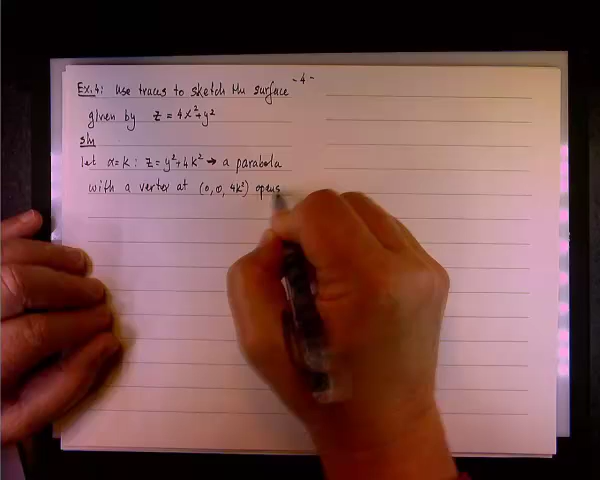 -4-
Ex.4: Use traces to sketch the surface
given by z = 4x²+y²
Sln
let x=k: z=y²+4k² → a parabola
with a vertex at (0, 0, 4k²) opens